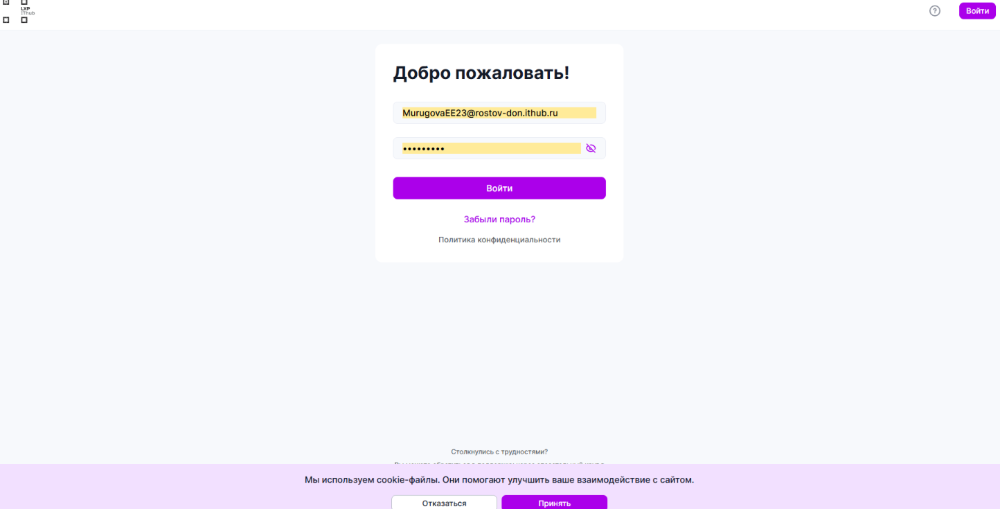 LXP
IThub
?
Войти
Добро пожаловать!
MurugovaEE23@rostov-don.ithub.ru
•••••••••
Войти
Забыли пароль?
Политика конфиденциальности
Столкнулись с трудностями?
Мы используем cookie-файлы. Они помогают улучшить ваше взаимодействие с сайтом.
Отказаться
Принять